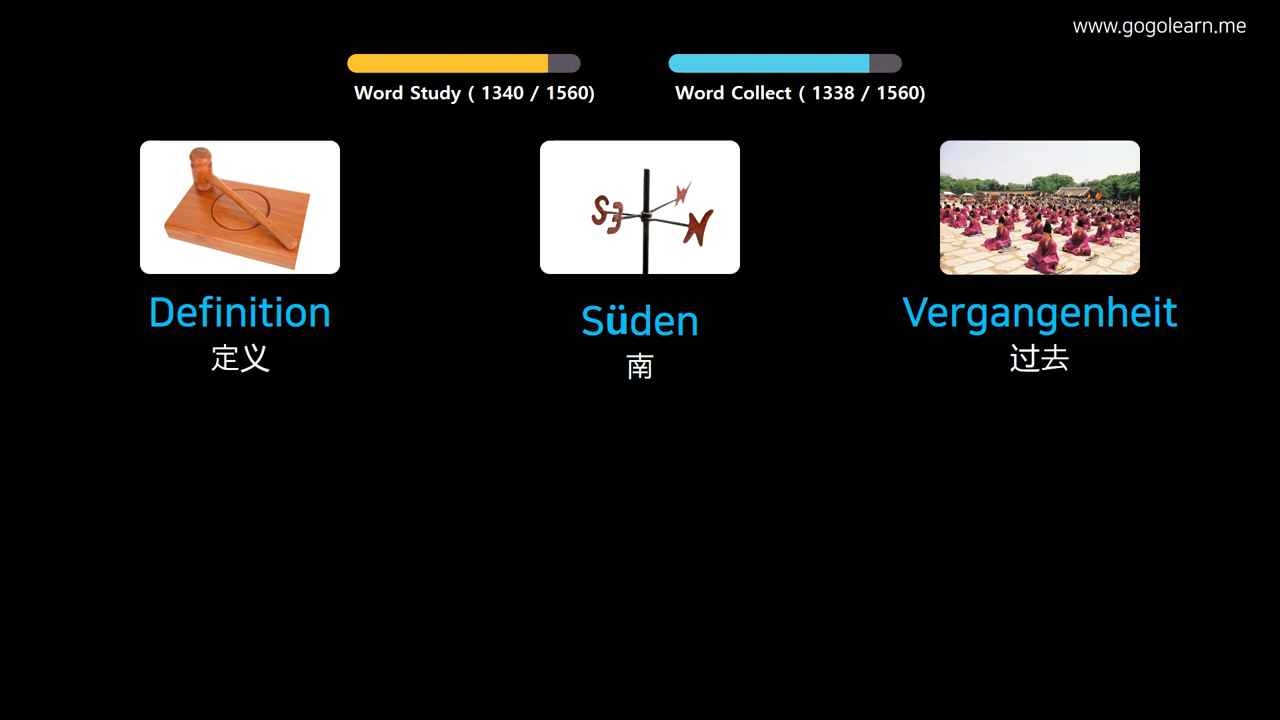 www.gogolearn.me
Word Study ( 1340 / 1560)
Word Collect ( 1338 / 1560)
Definition
定义
Süden
南
Vergangenheit
过去